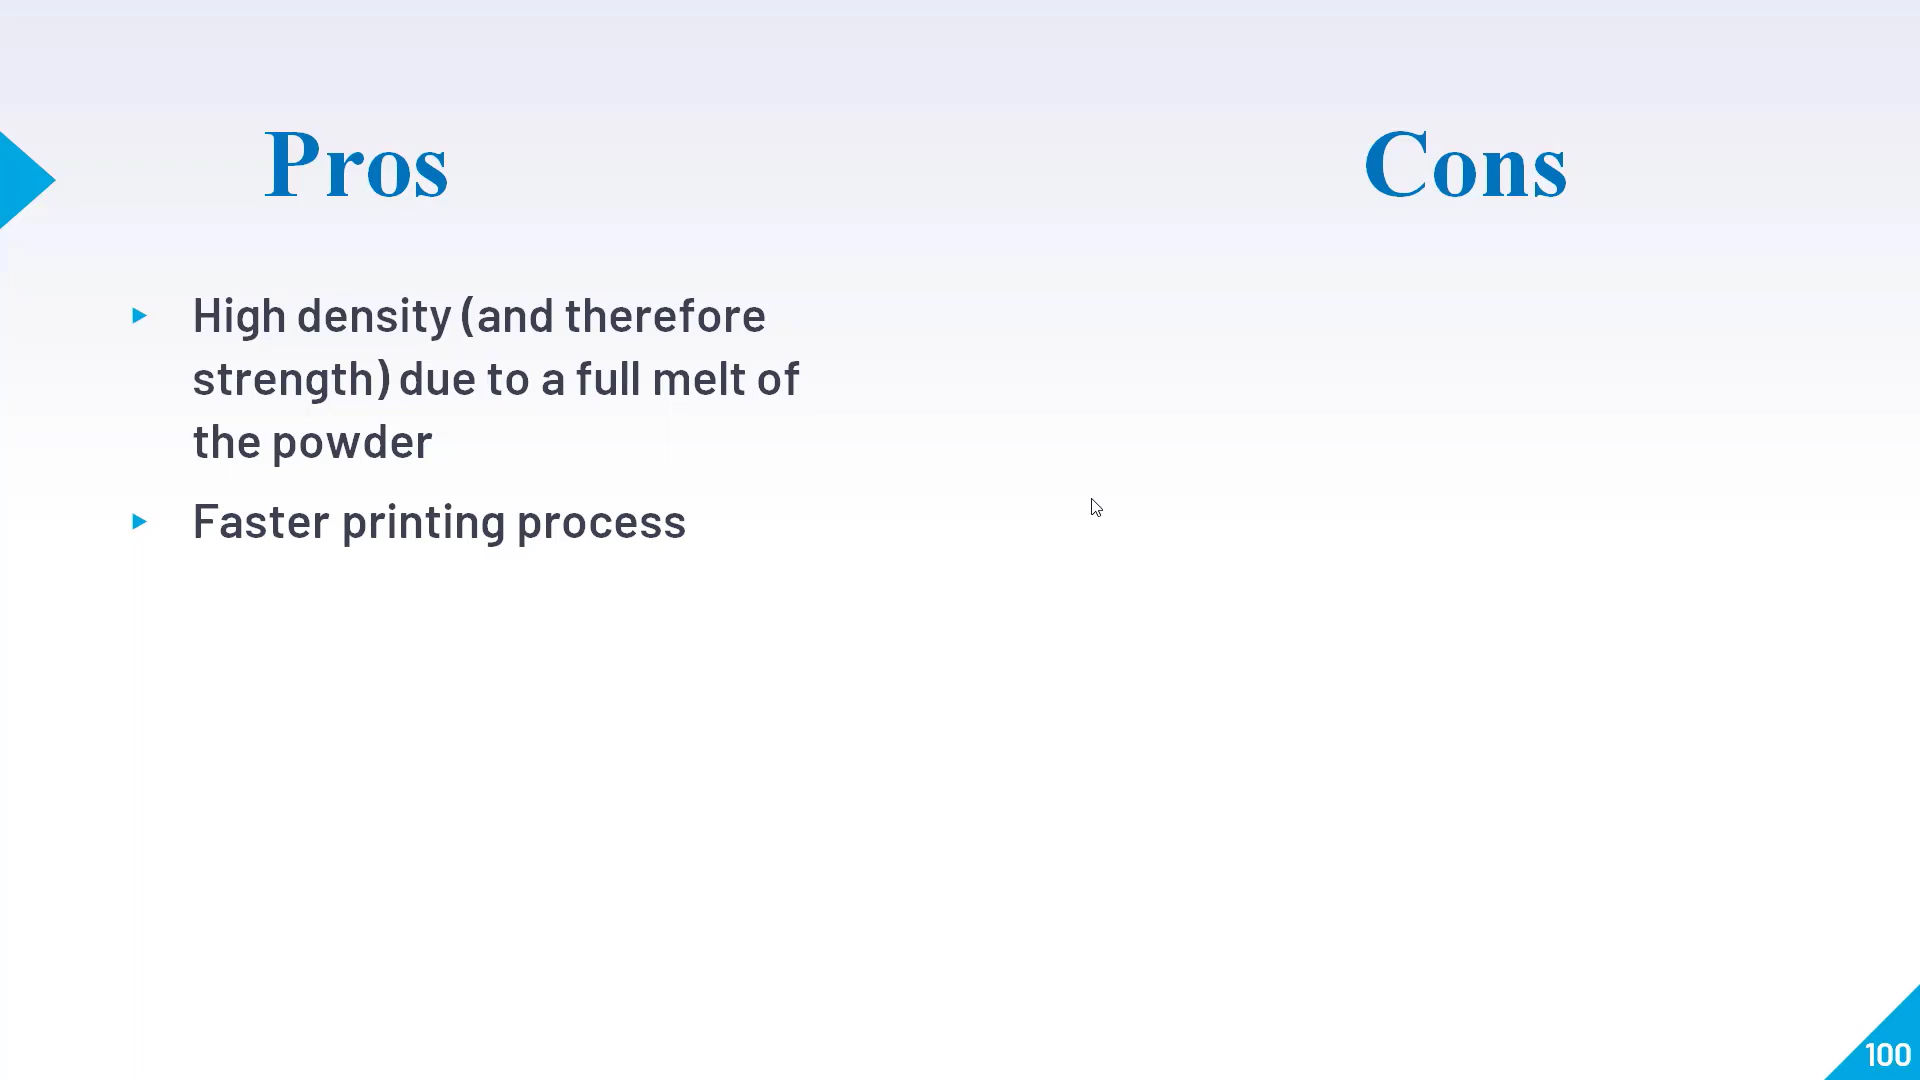 Pros
Cons
High density (and therefore
strength) due to a full melt of
the powder
Faster printing process
100